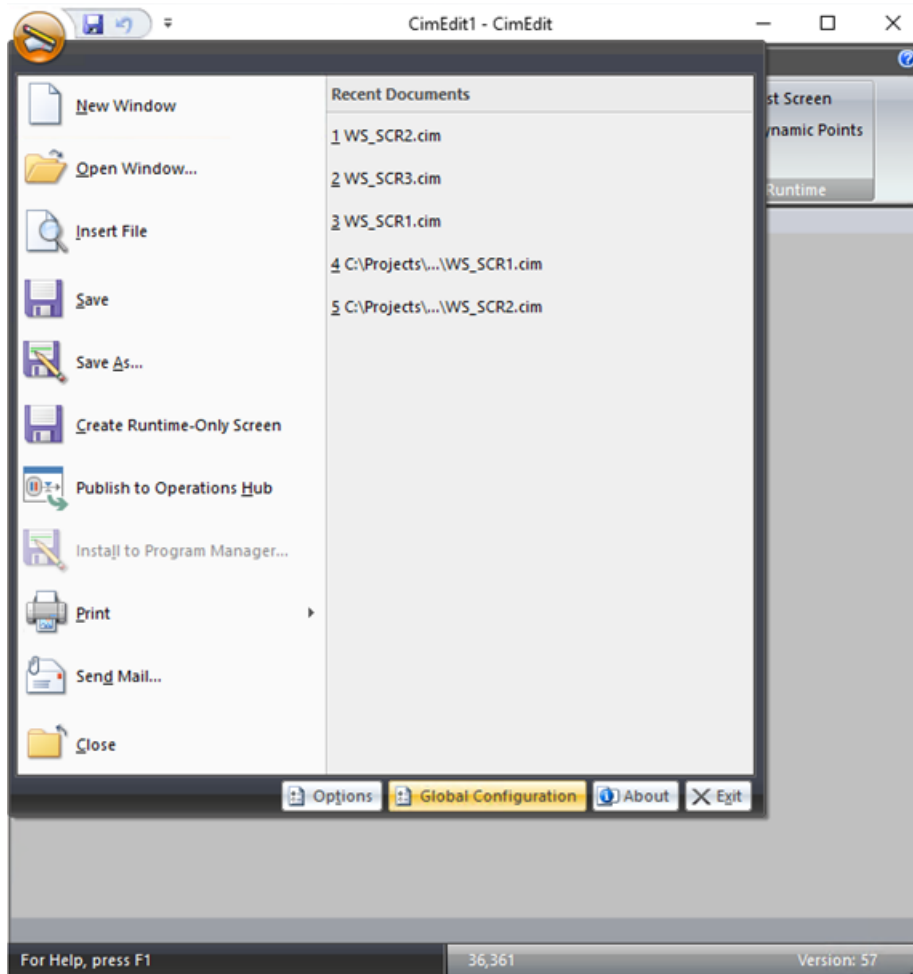 CimEdit1 - CimEdit
New Window
Open Window...
Insert File
Save
Save As...
Create Runtime-Only Screen
Publish to Operations Hub
Install to Program Manager...
Print
Send Mail...
Close
Recent Documents
1 WS_SCR2.cim
2 WS_SCR3.cim
3 WS_SCR1.cim
4 C:\Projects\...\WS_SCR1.cim
5 C:\Projects\...\WS_SCR2.cim
st Screen
ynamic Points
Runtime
Options
Global Configuration
About
Exit
For Help, press F1
36,361
Version: 57